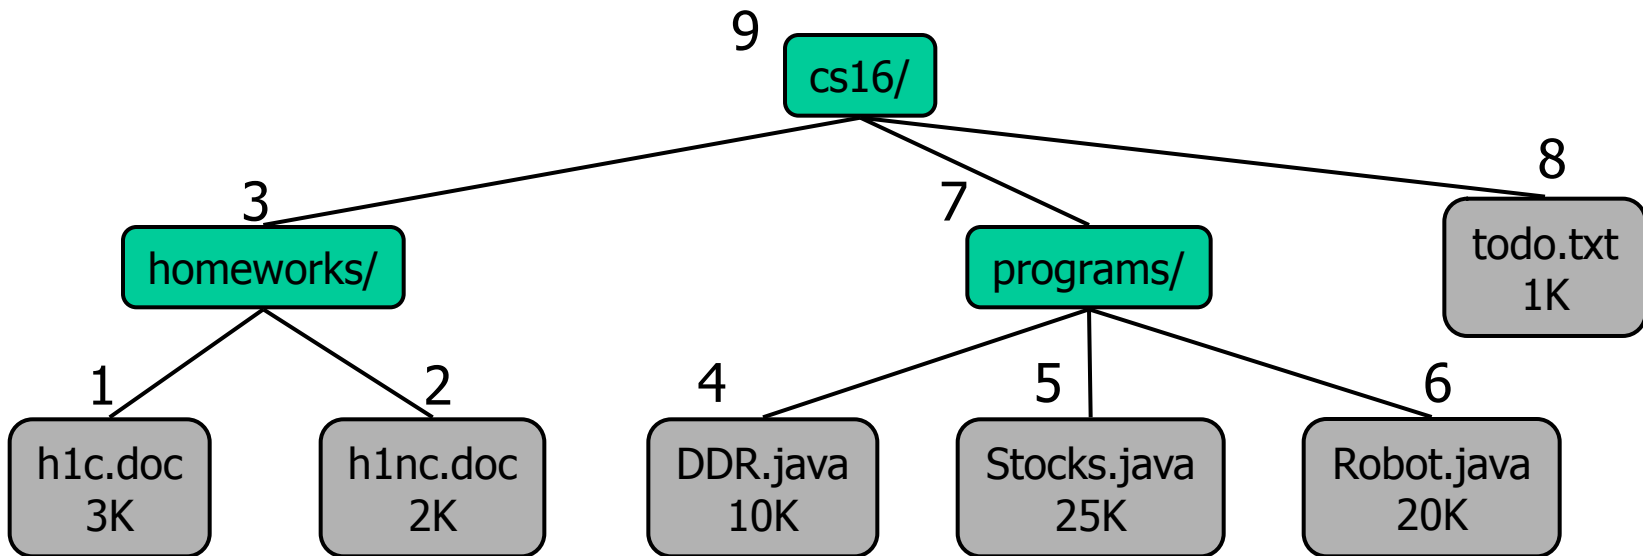 9
cs16/
3
7
8
homeworks/
programs/
todo.txt
1K
1
2
4
5
6
h1c.doc
3K
h1nc.doc
2K
DDR.java
10K
Stocks.java
25K
Robot.java
20K